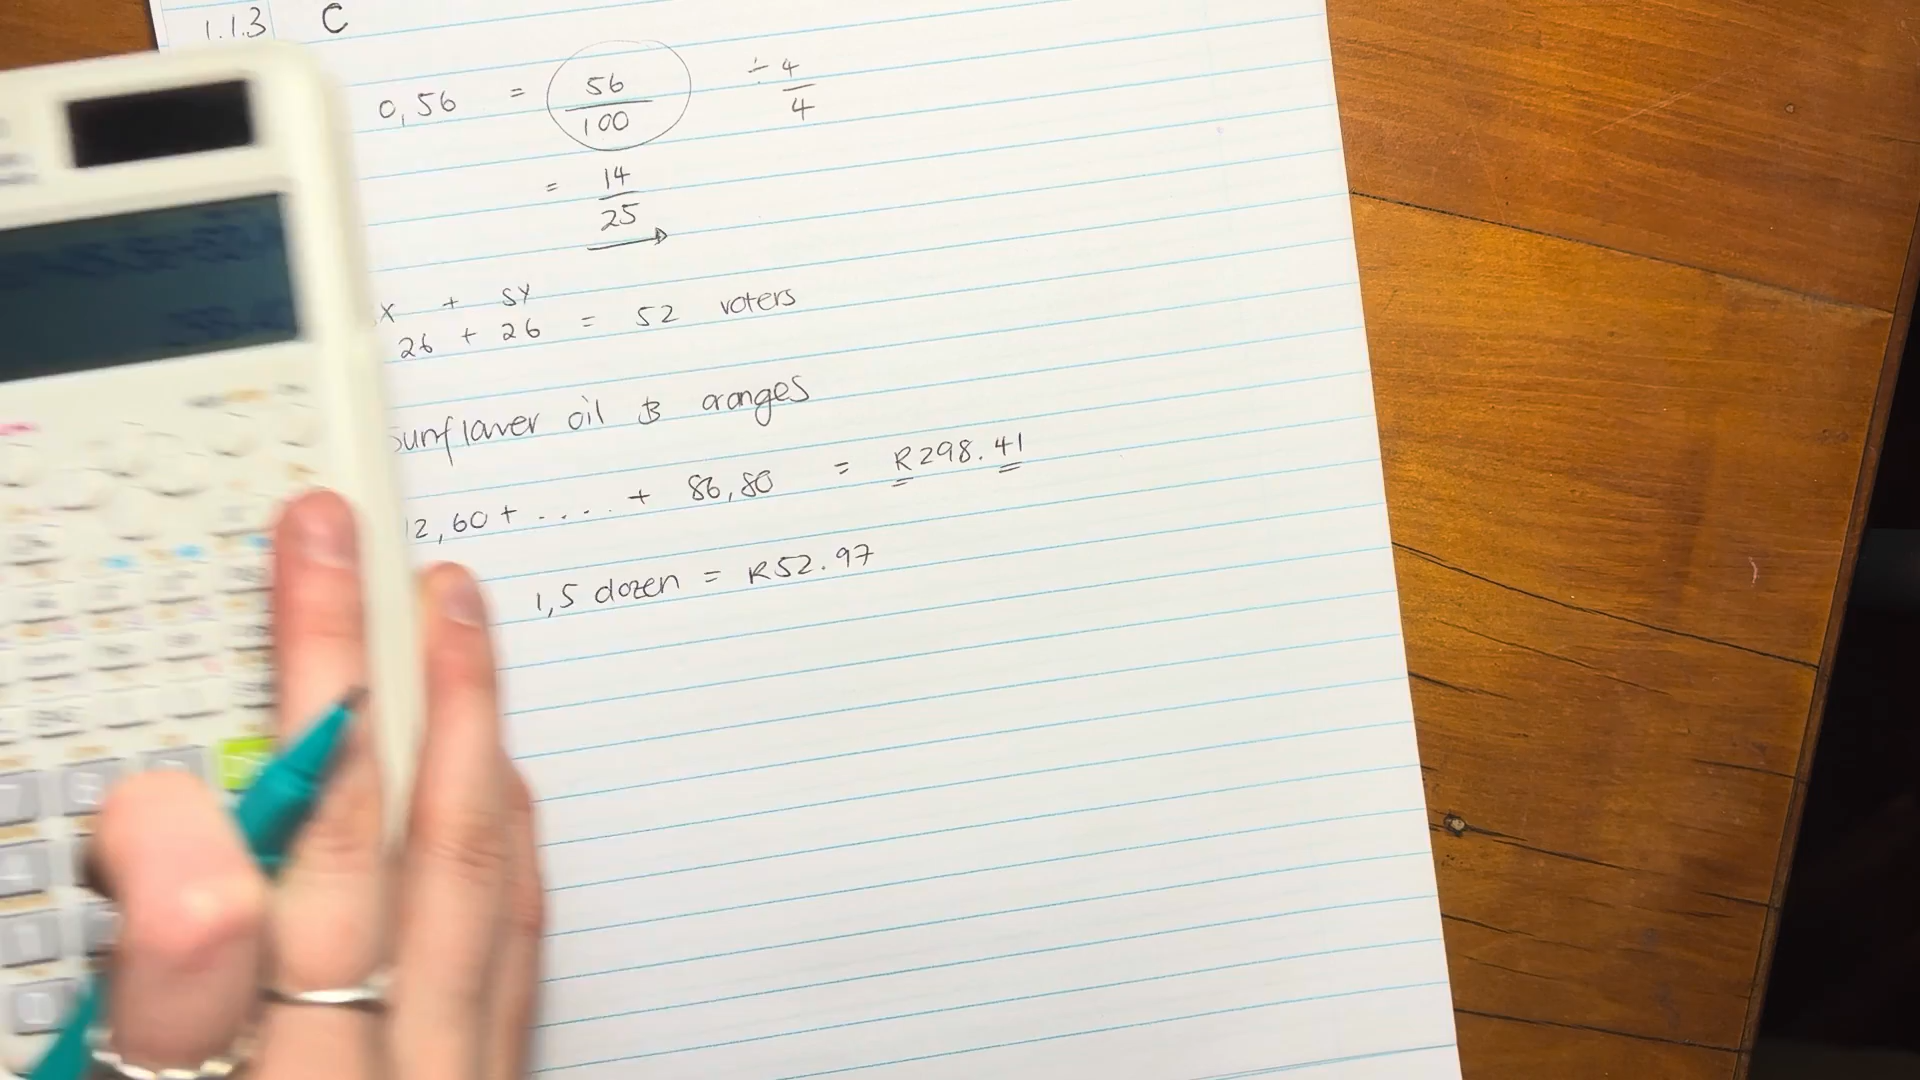 1.1.3 C
0,56 = 56/100 ÷ 4/4
= 14/25
X + SY
26 + 26 = 52 voters
sunflower oil & oranges
12,60 + .... + 86,80 = R298.41
1,5 dozen = R52.97